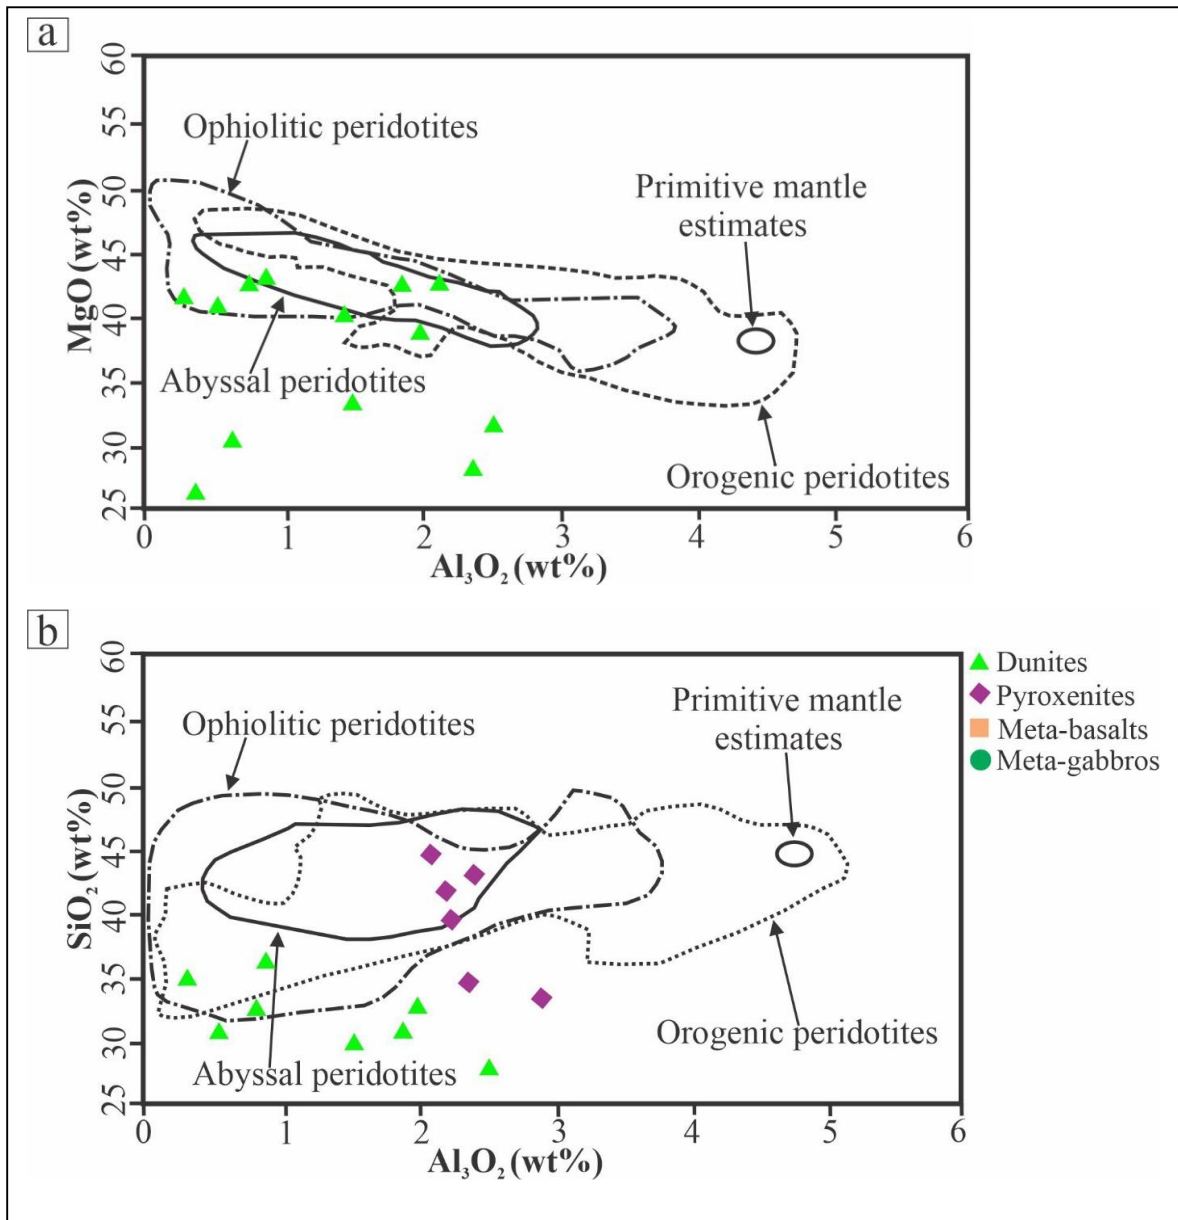 a
60
55
50
45
40
35
30
25
MgO (wt%)
Ophiolitic peridotites
Primitive mantle
estimates
Abyssal peridotites
Orogenic peridotites
0 1 2 3 4 5 6
Al₃O₂ (wt%)
b
60
55
50
45
40
35
30
25
SiO₂ (wt%)
Ophiolitic peridotites
Primitive mantle
estimates
Abyssal peridotites
Orogenic peridotites
0 1 2 3 4 5 6
Al₃O₂ (wt%)
Dunites
Pyroxenites
Meta-basalts
Meta-gabbros